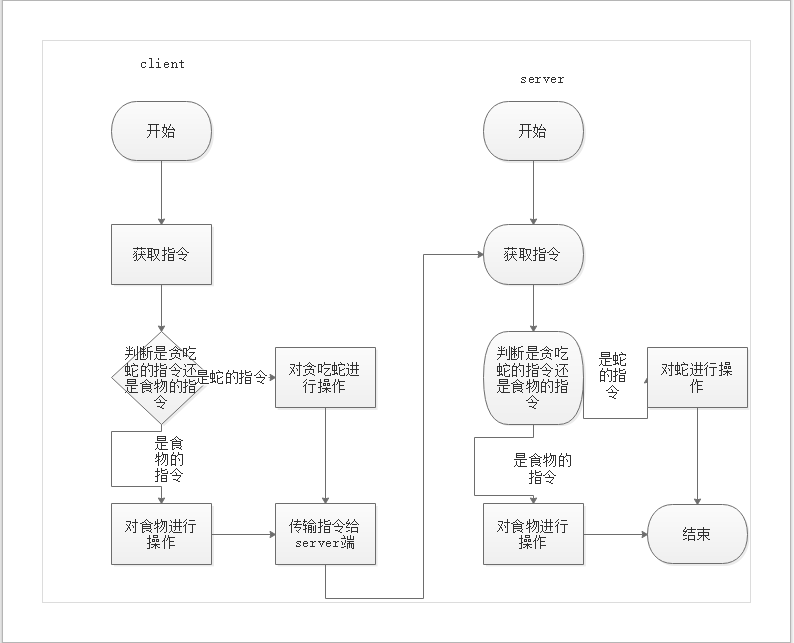 client
开始
获取指令
判断是贪吃
蛇的指令还
是食物的指
令
是蛇的指令
对贪吃蛇进
行操作
是食
物的
指令
对食物进行
操作
传输指令给
server端
server
开始
获取指令
判断是贪吃
蛇的指令还
是食物的指
令
是蛇
的指
令
对蛇进行操
作
是食物的
指令
对食物进行
操作
结束